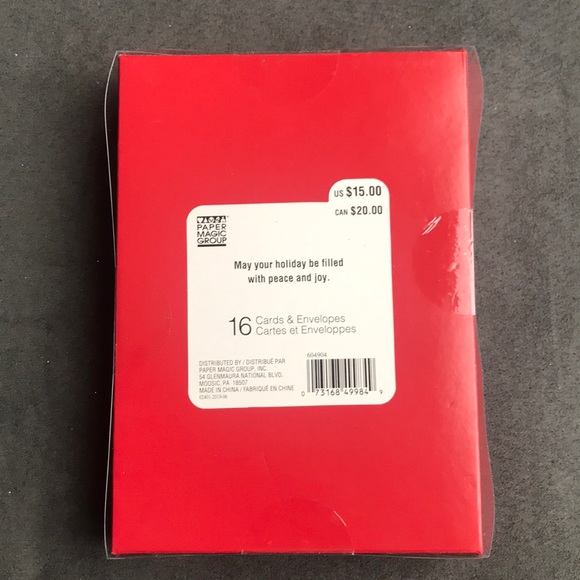 US $15.00
CAN $20.00
PAPER
MAGIC
GROUP
May your holiday be filled
with peace and joy.
16 Cards & Envelopes
Cartes et Enveloppes
DISTRIBUTED BY / DISTRIBUÉ PAR
PAPER MAGIC GROUP, INC.
54 GLENMAURA NATIONAL BLVD,
MOOSIC, PA 18507
MADE IN CHINA / FABRIQUÉ EN CHINE
604904
0 73168 49984 9